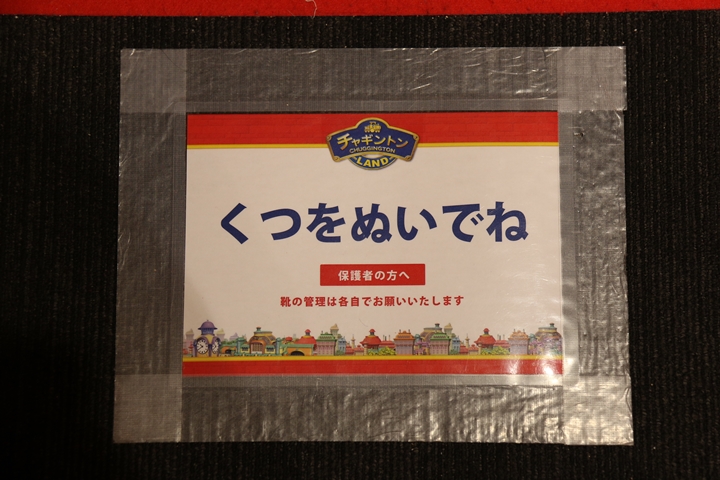 チャギントン
CHUGGINGTON
LAND
くつをぬいでね
保護者の方へ
靴の管理は各自でお願いいたします